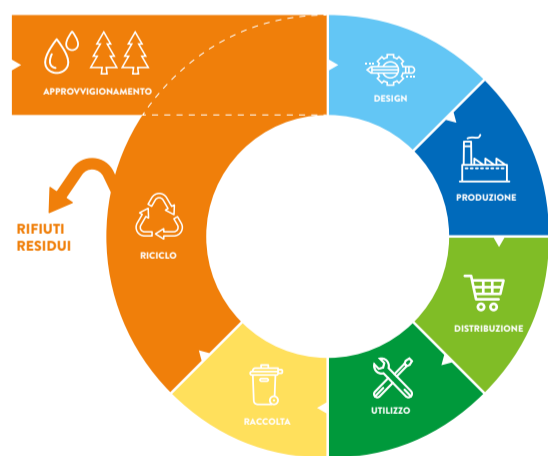 APPROVVIGIONAMENTO
DESIGN
PRODUZIONE
DISTRIBUZIONE
UTILIZZO
RACCOLTA
RICICLO
RIFIUTI
RESIDUI